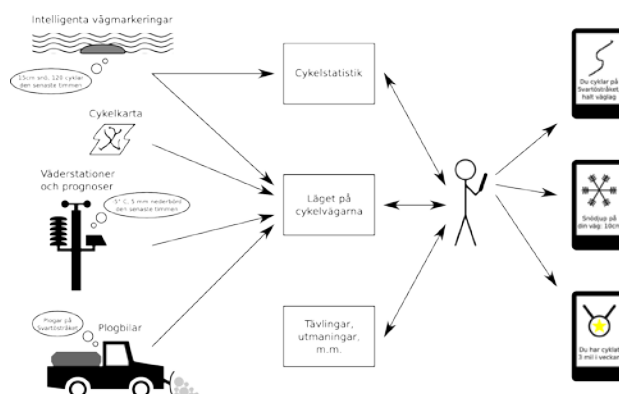 Intelligenta vägmarkeringar
15cm snö, 129 cyklar
den senaste timmen
Cykelkarta
Väderstationer
och prognoser
-5° C, 5 mm nederbörd
den senaste timmen
Plogbilar
Plogar på
Svartöstråket
Cykelstatistik
Läget på
cykelvägarna
Tävlingar,
utmaningar,
m.m.
Du cyklar på
Svartöstråket,
halt väglag
Snödjup på
din väg: 10cm
Du har cyklat
3 mil i veckan